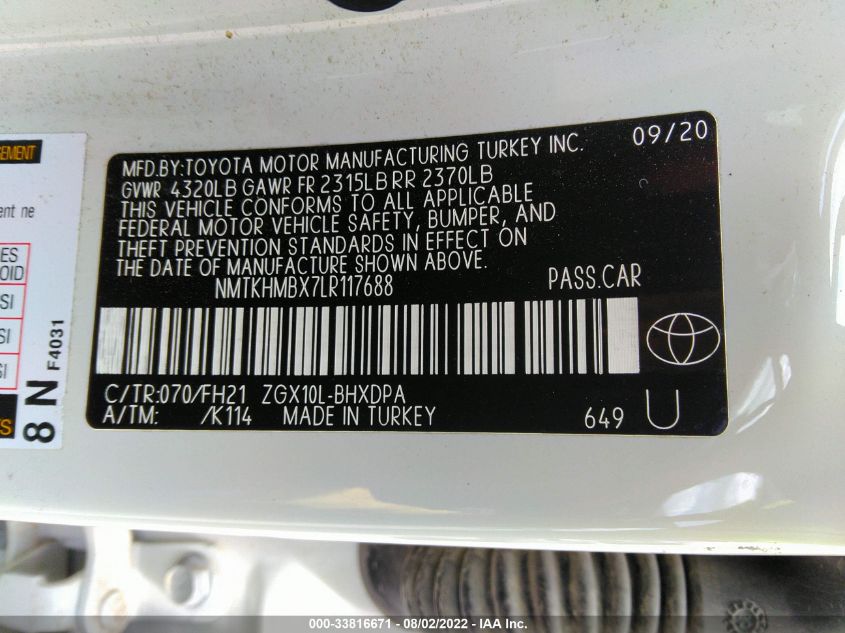 MFD.BY:TOYOTA MOTOR MANUFACTURING TURKEY INC. 09/20
GVWR 4320LB GAWR FR 2315LB RR 2370LB
THIS VEHICLE CONFORMS TO ALL APPLICABLE
FEDERAL MOTOR VEHICLE SAFETY, BUMPER, AND
THEFT PREVENTION STANDARDS IN EFFECT ON
THE DATE OF MANUFACTURE SHOWN ABOVE.
NMTKHMBX7LR117688 PASS.CAR
C/TR:070/FH21 ZGX10L-BHXDPA
A/TM: /K114 MADE IN TURKEY 649 U
8 N F4031
000-33816671 - 08/02/2022 - IAA Inc.